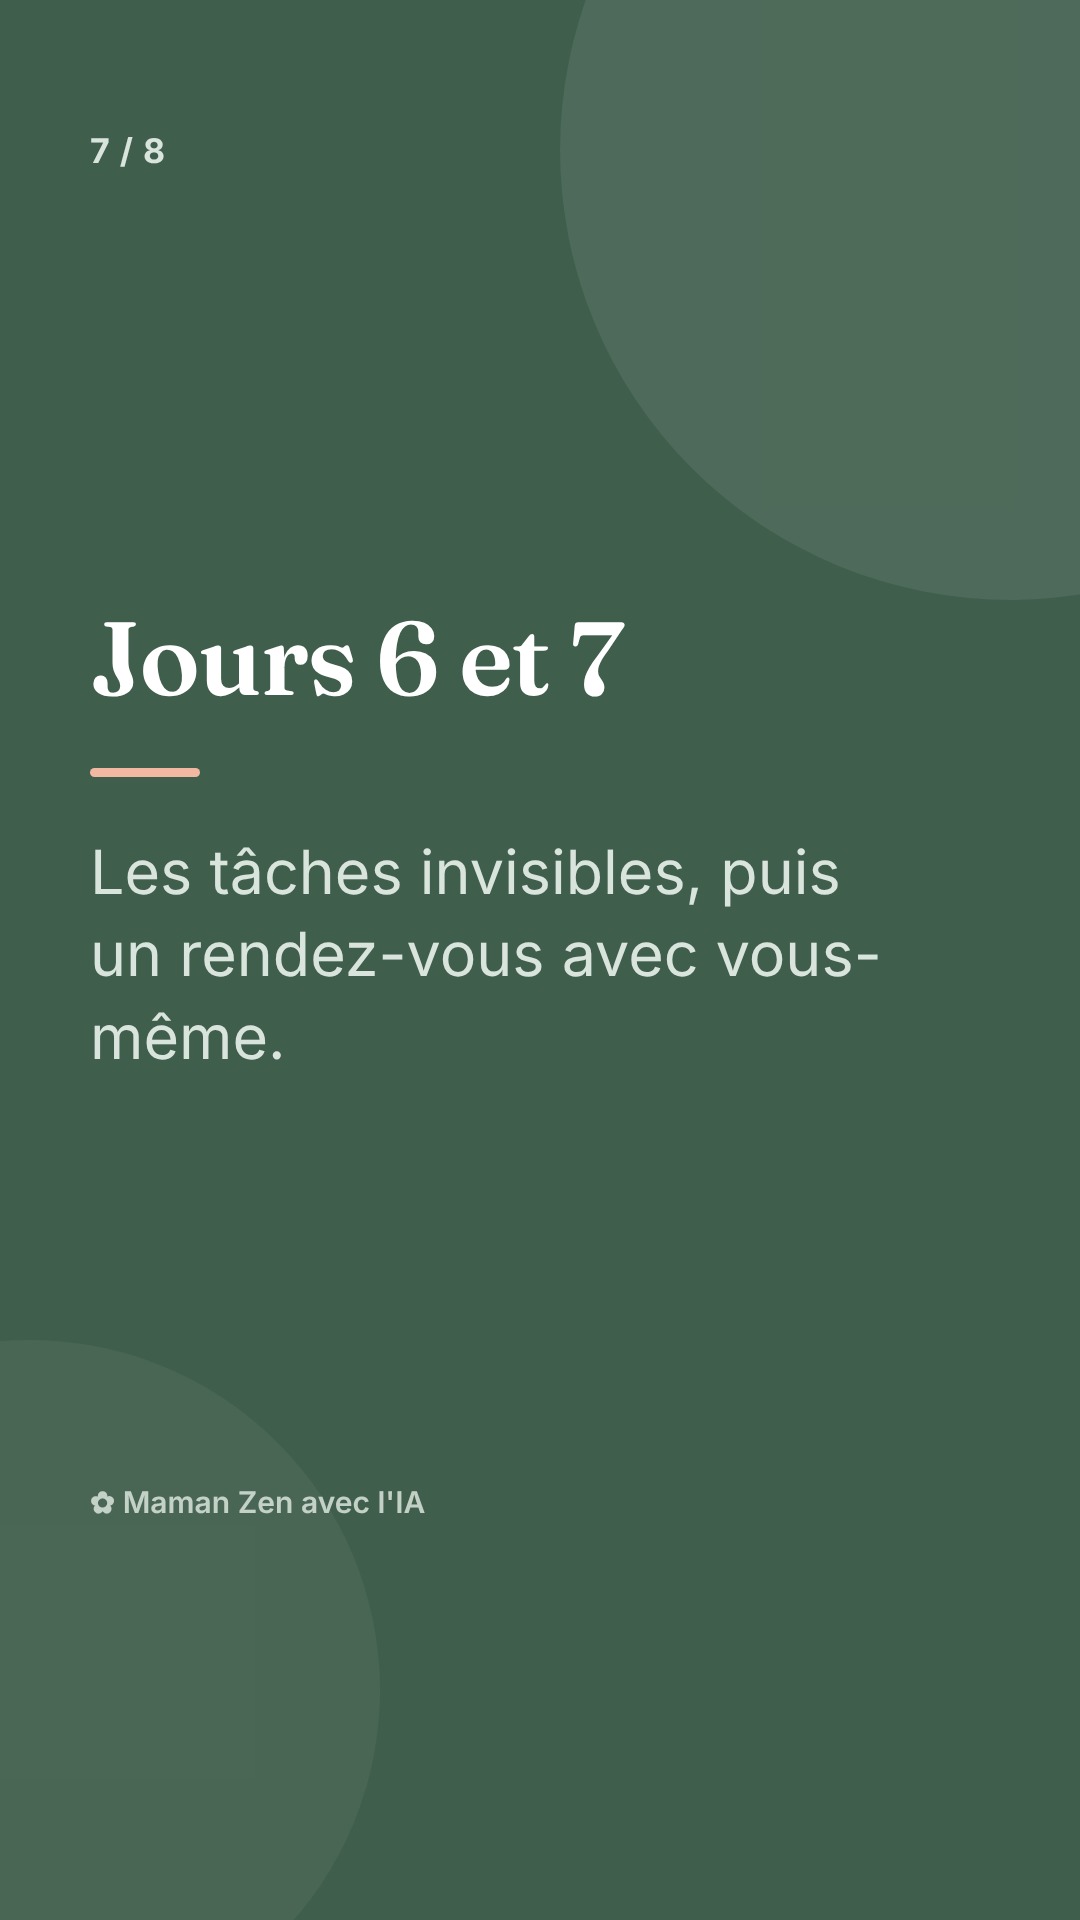 7 / 8
Jours 6 et 7
Les tâches invisibles, puis
un rendez-vous avec vous-
même.
✿ Maman Zen avec l'IA